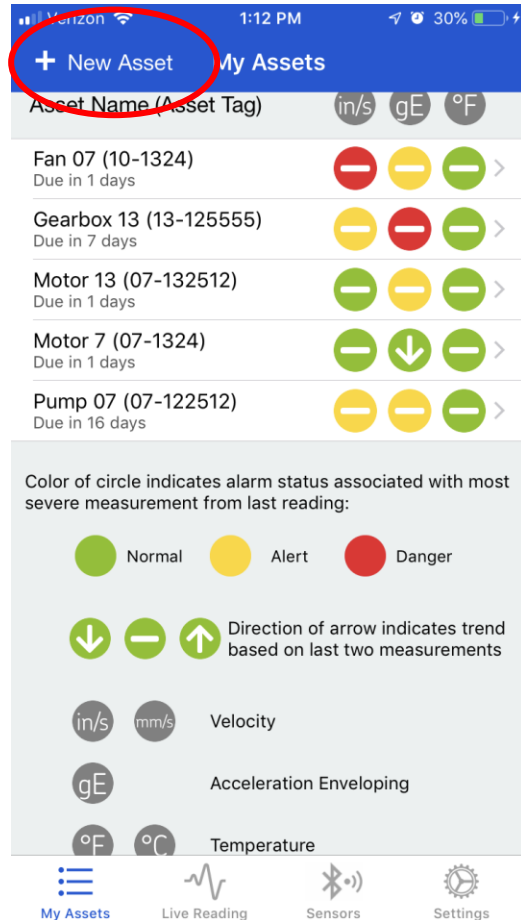 Verizon 1:12 PM 30%
+ New Asset My Assets
Asset Name (Asset Tag) in/s gE °F
Fan 07 (10-1324)
Due in 1 days
Gearbox 13 (13-125555)
Due in 7 days
Motor 13 (07-132512)
Due in 1 days
Motor 7 (07-1324)
Due in 1 days
Pump 07 (07-122512)
Due in 16 days
Color of circle indicates alarm status associated with most
severe measurement from last reading:
Normal Alert Danger
Direction of arrow indicates trend
based on last two measurements
in/s mm/s Velocity
gE Acceleration Enveloping
°F °C Temperature
My Assets Live Reading Sensors Settings